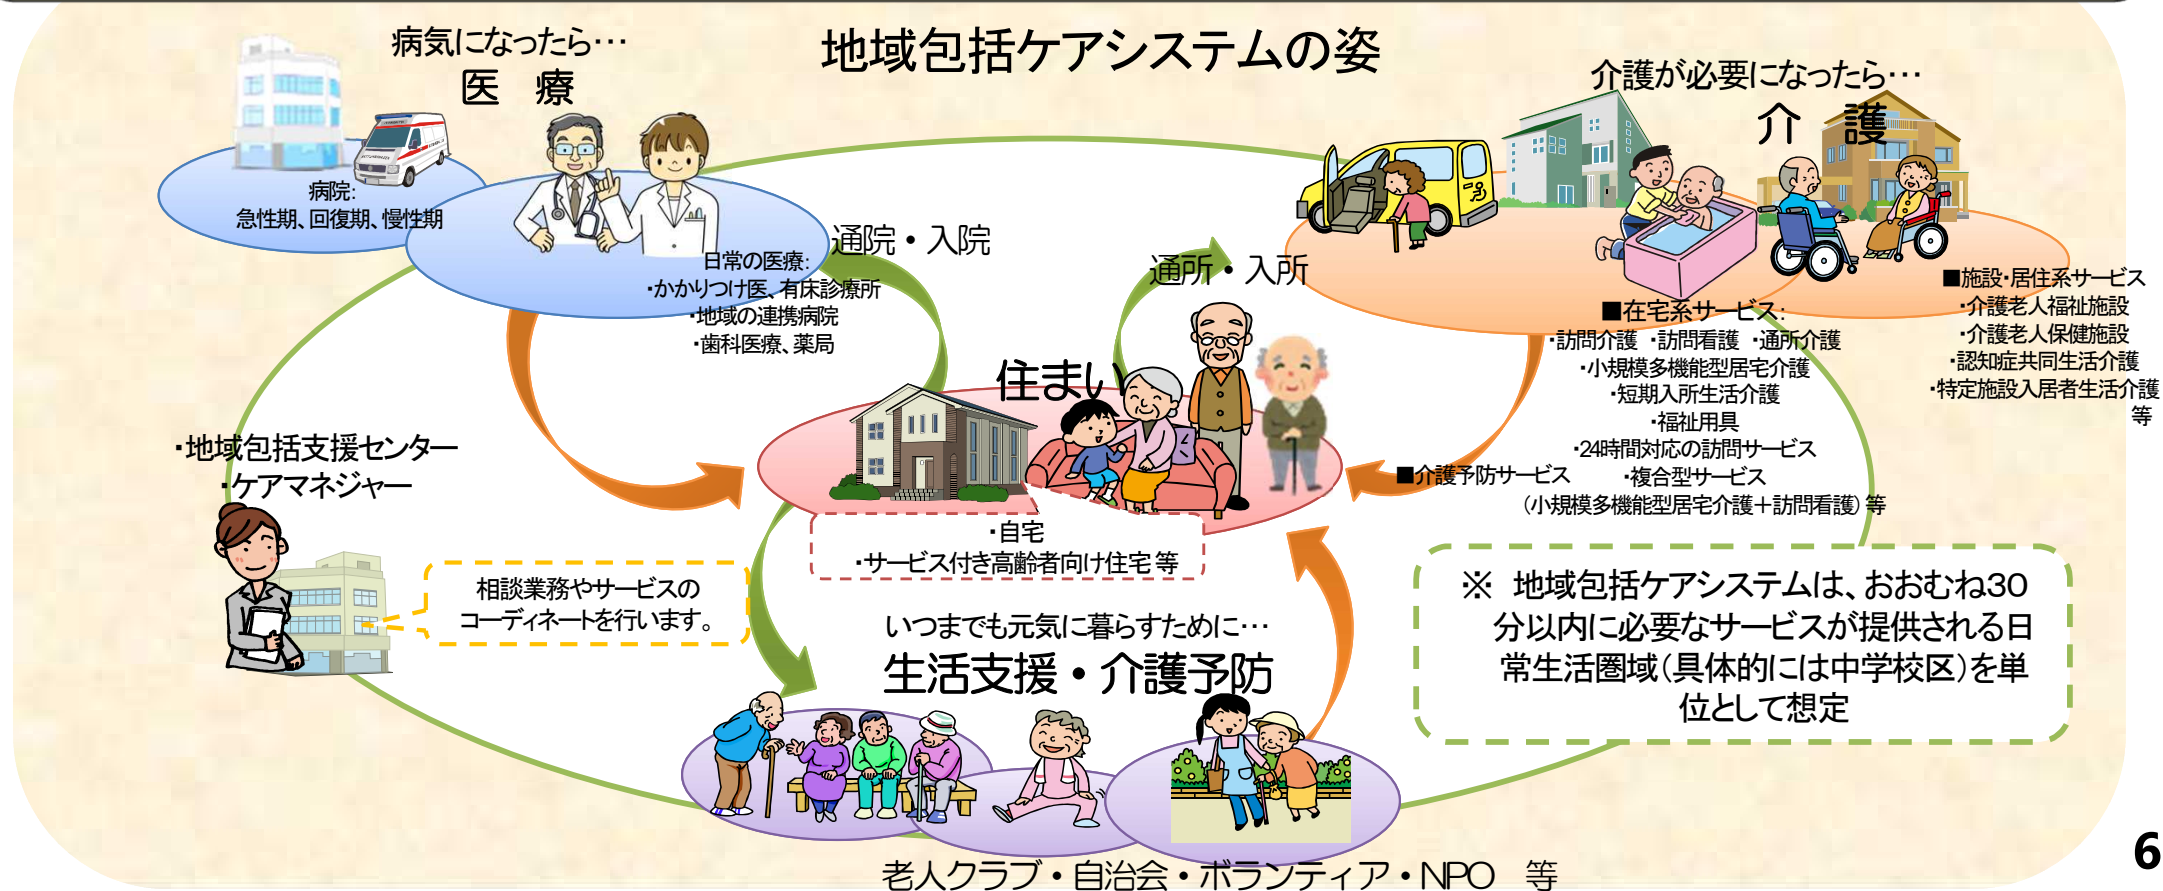 地域包括ケアシステムの姿
病気になったら…
医　療
病院：
急性期、回復期、慢性期
日常の医療：
・かかりつけ医、有床診療所
・地域の連携病院
・歯科医療、薬局
通院・入院
通所・入所
介護が必要になったら…
介　護
■在宅系サービス：
・訪問介護 ・訪問看護 ・通所介護
・小規模多機能型居宅介護
・短期入所生活介護
・福祉用具
・24時間対応の訪問サービス
・複合型サービス
（小規模多機能型居宅介護＋訪問看護）等
■介護予防サービス
■施設・居住系サービス
・介護老人福祉施設
・介護老人保健施設
・認知症共同生活介護
・特定施設入居者生活介護
等
住まい
・自宅
・サービス付き高齢者向け住宅 等
・地域包括支援センター
・ケアマネジャー
相談業務やサービスの
コーディネートを行います。
いつまでも元気に暮らすために…
生活支援・介護予防
老人クラブ・自治会・ボランティア・NPO　等
※　地域包括ケアシステムは、おおむね30
分以内に必要なサービスが提供される日
常生活圏域（具体的には中学校区）を単
位として想定
6